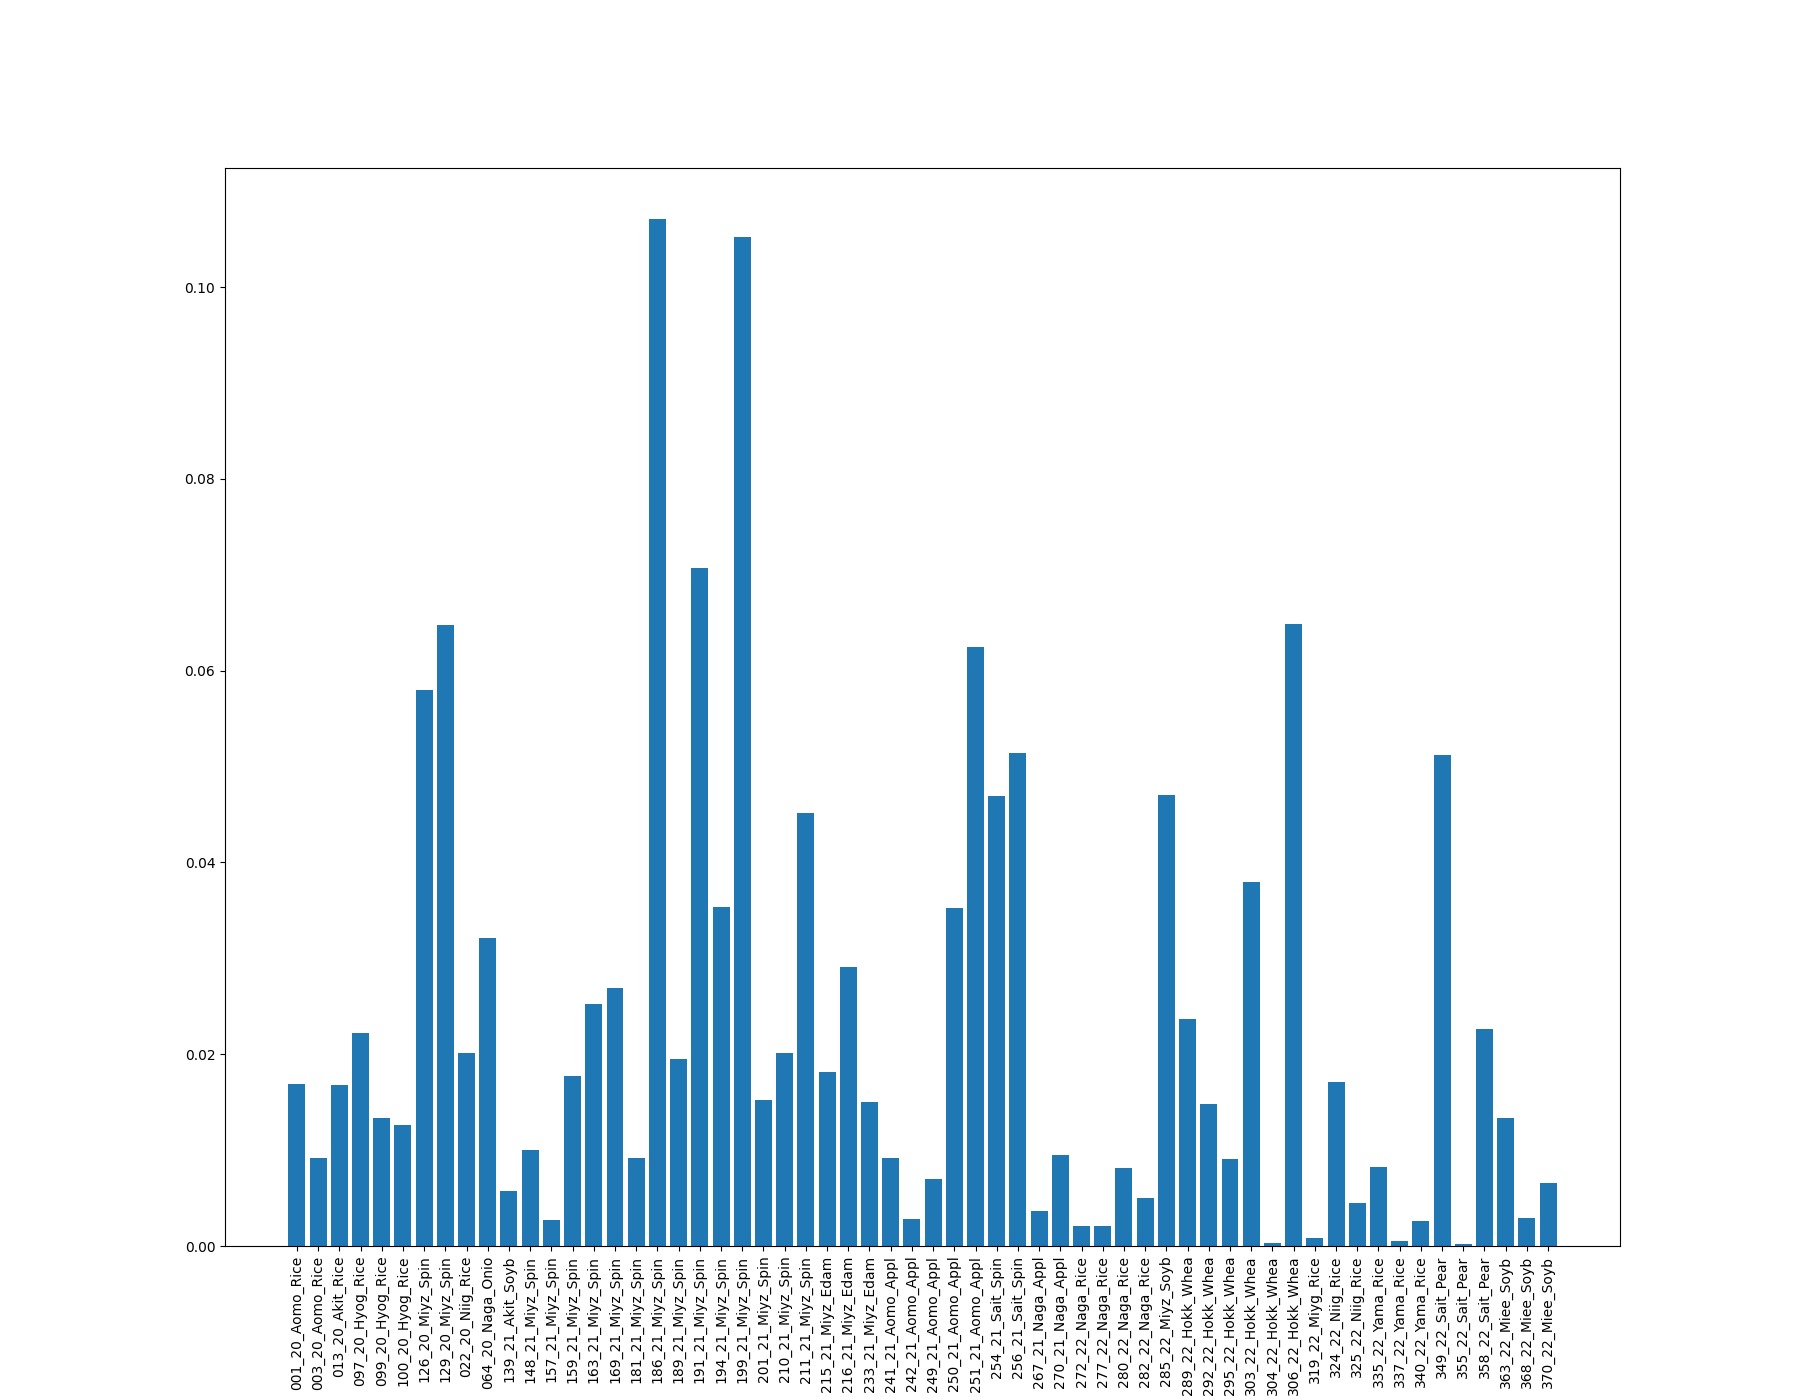 0.10
0.08
0.06
0.04
0.02
0.00
001_20_Aomo_Rice
003_20_Aomo_Rice
013_20_Akit_Rice
097_20_Hyog_Rice
099_20_Hyog_Rice
100_20_Hyog_Rice
126_20_Miyz_Spin
129_20_Miyz_Spin
022_20_Niig_Rice
064_20_Naga_Onio
139_21_Akit_Soyb
148_21_Miyz_Spin
157_21_Miyz_Spin
159_21_Miyz_Spin
163_21_Miyz_Spin
169_21_Miyz_Spin
181_21_Miyz_Spin
186_21_Miyz_Spin
189_21_Miyz_Spin
191_21_Miyz_Spin
194_21_Miyz_Spin
199_21_Miyz_Spin
201_21_Miyz_Spin
210_21_Miyz_Spin
211_21_Miyz_Spin
215_21_Miyz_Edam
216_21_Miyz_Edam
233_21_Miyz_Edam
241_21_Aomo_Appl
242_21_Aomo_Appl
249_21_Aomo_Appl
250_21_Aomo_Appl
251_21_Aomo_Appl
254_21_Sait_Spin
256_21_Sait_Spin
267_21_Naga_Appl
270_21_Naga_Appl
272_22_Naga_Rice
277_22_Naga_Rice
280_22_Naga_Rice
282_22_Naga_Rice
285_22_Miyz_Soyb
289_22_Hokk_Whea
292_22_Hokk_Whea
295_22_Hokk_Whea
303_22_Hokk_Whea
304_22_Hokk_Whea
306_22_Hokk_Whea
319_22_Miyg_Rice
324_22_Niig_Rice
325_22_Niig_Rice
335_22_Yama_Rice
337_22_Yama_Rice
340_22_Yama_Rice
349_22_Sait_Pear
355_22_Sait_Pear
358_22_Sait_Pear
363_22_Miee_Soyb
368_22_Miee_Soyb
370_22_Miee_Soyb